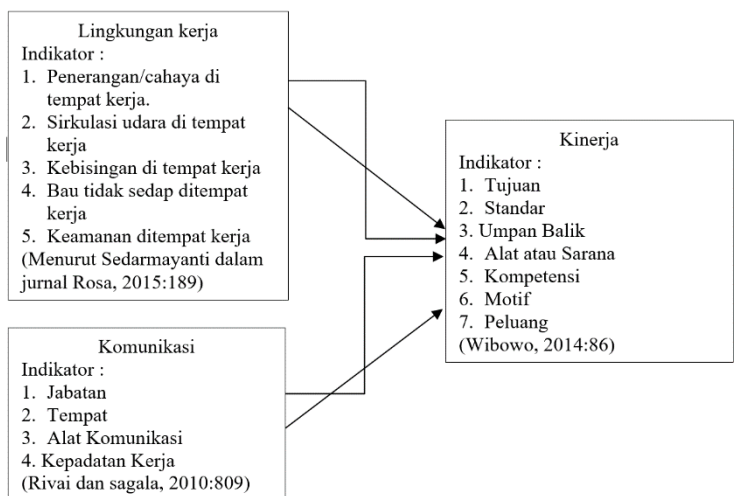 Lingkungan kerja
Indikator :
1. Penerangan/cahaya di
tempat kerja.
2. Sirkulasi udara di tempat
kerja
3. Kebisingan di tempat kerja
4. Bau tidak sedap ditempat
kerja
5. Keamanan ditempat kerja
(Menurut Sedarmayanti dalam
jurnal Rosa, 2015:189)
Komunikasi
Indikator :
1. Jabatan
2. Tempat
3. Alat Komunikasi
4. Kepadatan Kerja
(Rivai dan sagala, 2010:809)
Kinerja
Indikator :
1. Tujuan
2. Standar
3. Umpan Balik
4. Alat atau Sarana
5. Kompetensi
6. Motif
7. Peluang
(Wibowo, 2014:86)